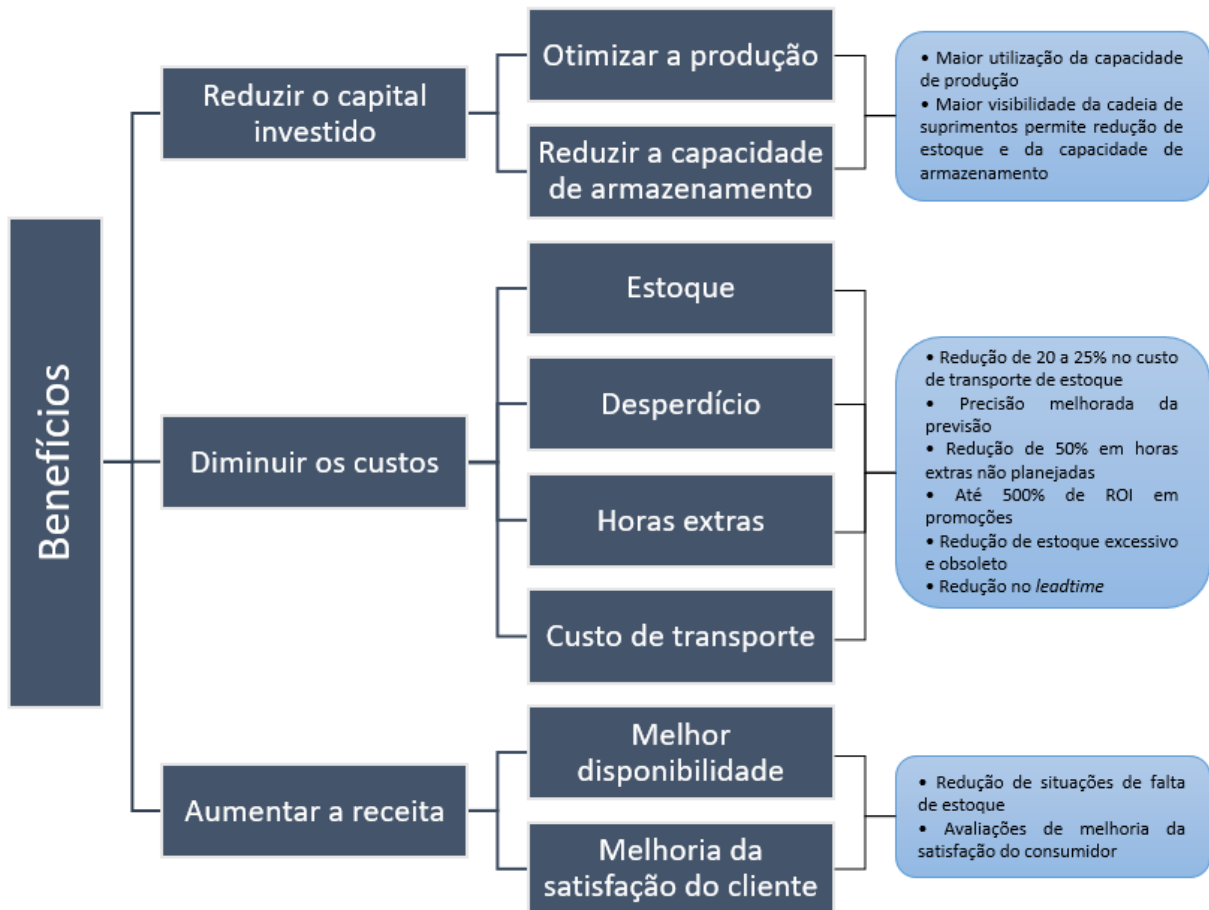 Benefícios
Reduzir o capital
investido
Otimizar a produção
Reduzir a capacidade
de armazenamento
• Maior utilização da capacidade
de produção
• Maior visibilidade da cadeia de
suprimentos permite redução de
estoque e da capacidade de
armazenamento
Diminuir os custos
Estoque
Desperdício
Horas extras
Custo de transporte
• Redução de 20 a 25% no custo
de transporte de estoque
• Precisão melhorada da
previsão
• Redução de 50% em horas
extras não planejadas
• Até 500% de ROI em
promoções
• Redução de estoque excessivo
e obsoleto
• Redução no leadtime
Aumentar a receita
Melhor
disponibilidade
Melhoria da
satisfação do cliente
• Redução de situações de falta
de estoque
• Avaliações de melhoria da
satisfação do consumidor